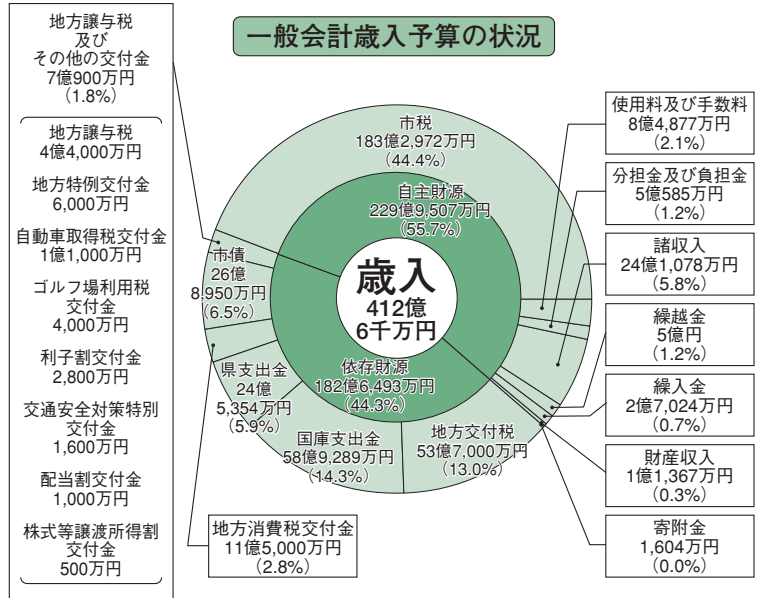 一般会計歳入予算の状況
地方譲与税
及び
その他の交付金
7億900万円
（1.8%）
地方譲与税
4億4,000万円
地方特例交付金
6,000万円
自動車取得税交付金
1億1,000万円
ゴルフ場利用税
交付金
4,000万円
利子割交付金
2,800万円
交通安全対策特別
交付金
1,600万円
配当割交付金
1,000万円
株式等譲渡所得割
交付金
500万円
市税
183億2,972万円
（44.4%）
自主財源
229億9,507万円
（55.7%）
歳入
412億
6千万円
依存財源
182億6,493万円
（44.3%）
市債
26億
8,950万円
（6.5%）
県支出金
24億
5,354万円
（5.9%）
国庫支出金
58億9,289万円
（14.3%）
地方交付税
53億7,000万円
（13.0%）
地方消費税交付金
11億5,000万円
（2.8%）
使用料及び手数料
8億4,877万円
（2.1%）
分担金及び負担金
5億585万円
（1.2%）
諸収入
24億1,078万円
（5.8%）
繰越金
5億円
（1.2%）
繰入金
2億7,024万円
（0.7%）
財産収入
1億1,367万円
（0.3%）
寄附金
1,604万円
（0.0%）